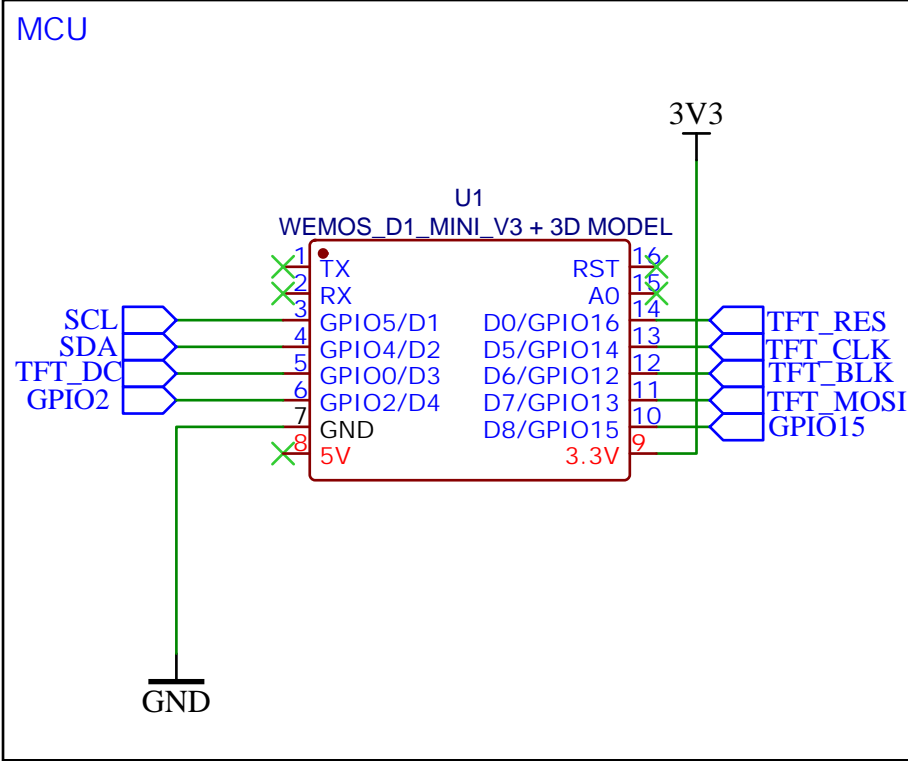 MCU
3V3
U1
WEMOS_D1_MINI_V3 + 3D MODEL
1 TX RST 16
2 RX A0 15
SCL 3 GPIO5/D1 D0/GPIO16 14 TFT_RES
SDA 4 GPIO4/D2 D5/GPIO14 13 TFT_CLK
TFT_DC 5 GPIO0/D3 D6/GPIO12 12 TFT_BLK
GPIO2 6 GPIO2/D4 D7/GPIO13 11 TFT_MOSI
7 GND D8/GPIO15 10 GPIO15
8 5V 3.3V 9
GND